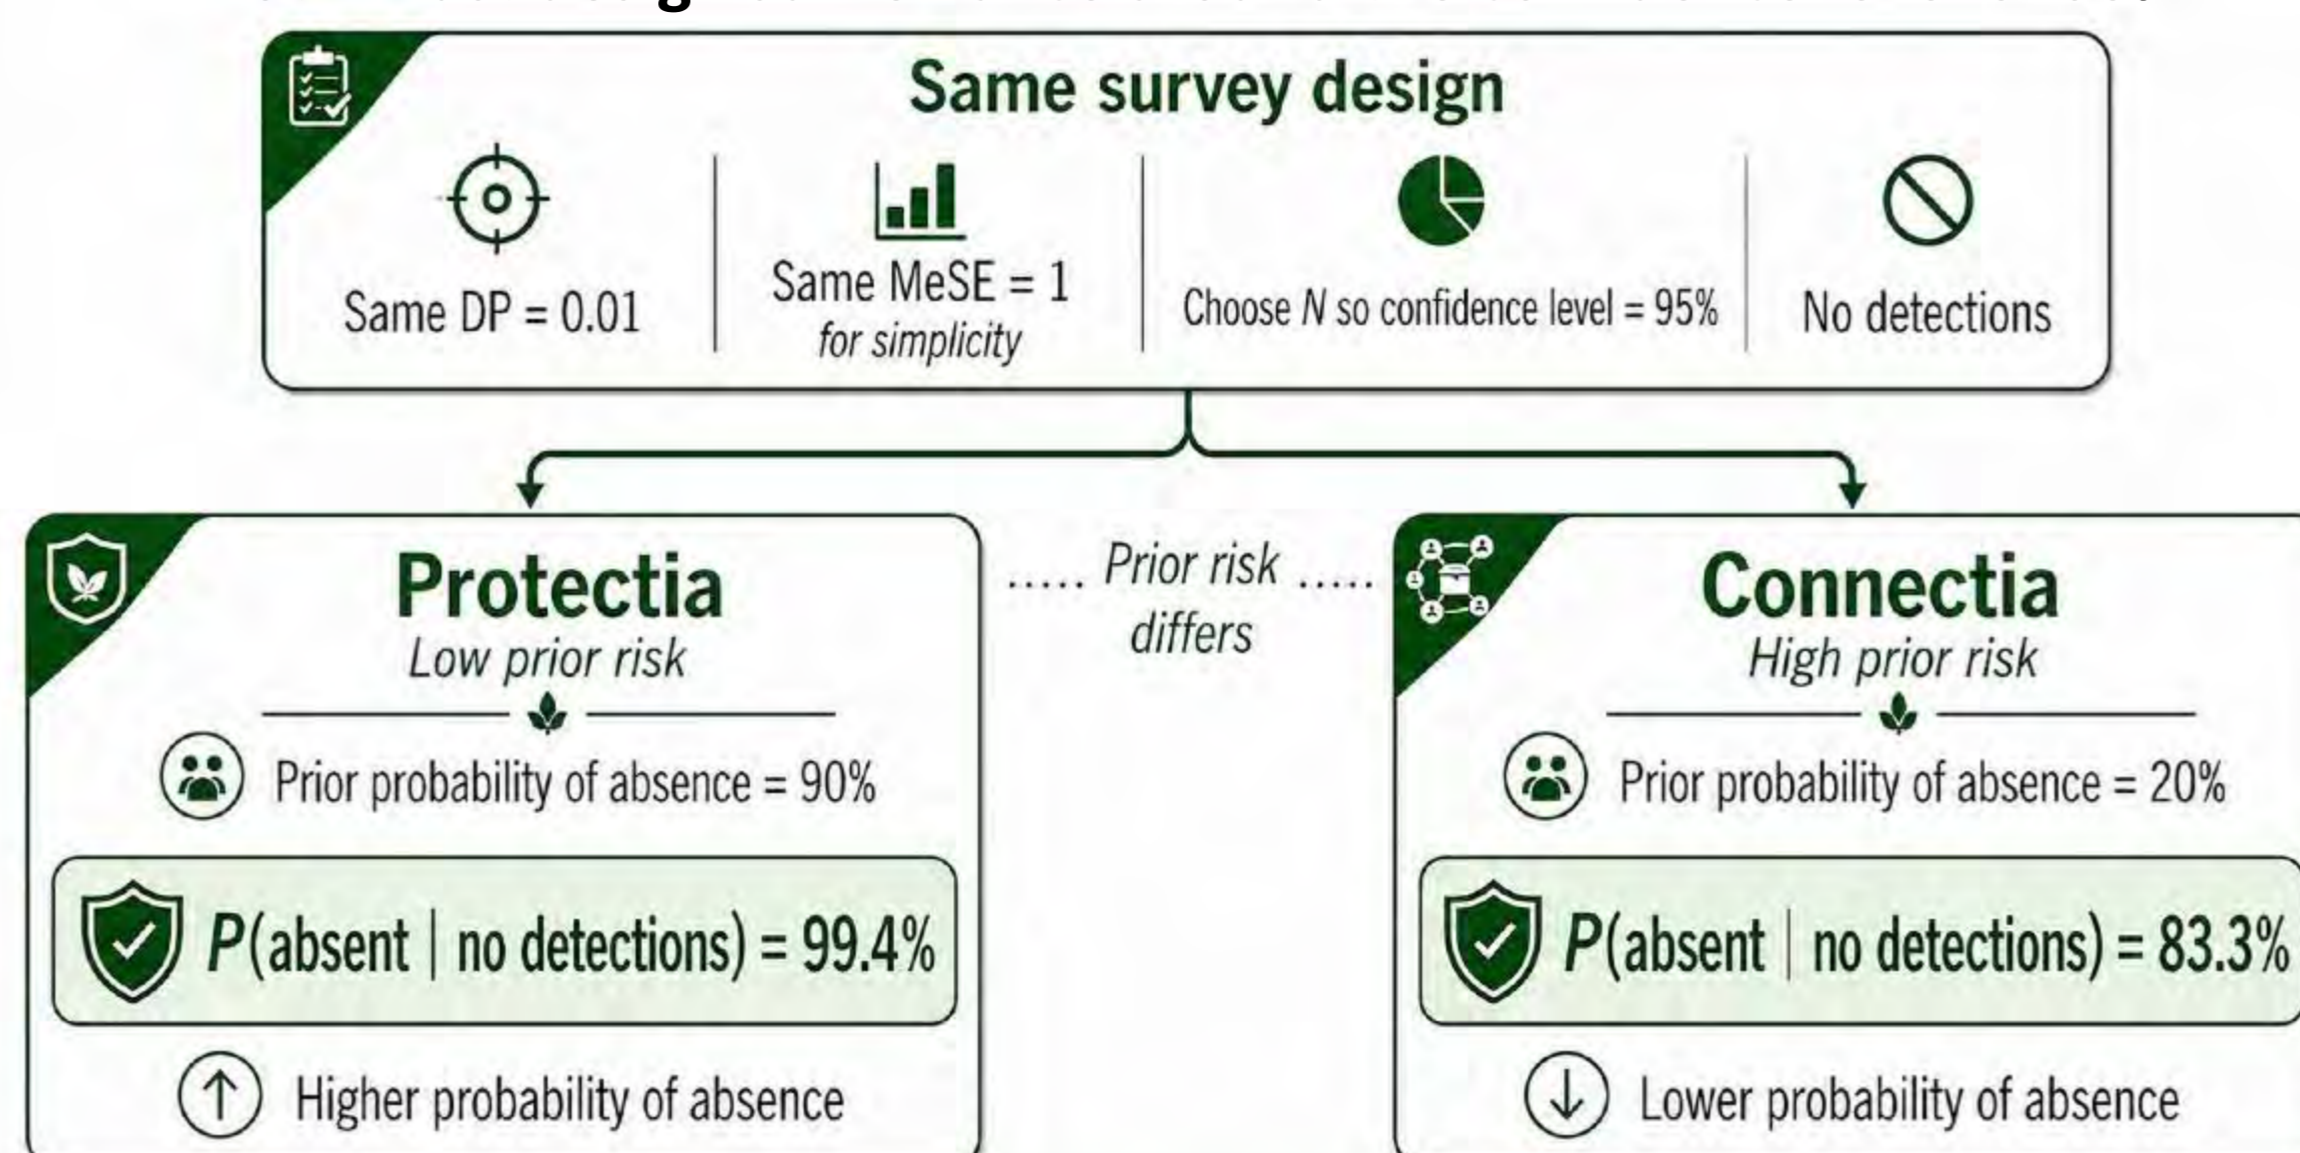 Same survey design
Same DP = 0.01
Same MeSE = 1
for simplicity
Choose N so confidence level = 95%
No detections
Protectia
Low prior risk
Prior probability of absence = 90%
P(absent | no detections) = 99.4%
Higher probability of absence
..... Prior risk .....
differs
Connectia
High prior risk
Prior probability of absence = 20%
P(absent | no detections) = 83.3%
Lower probability of absence